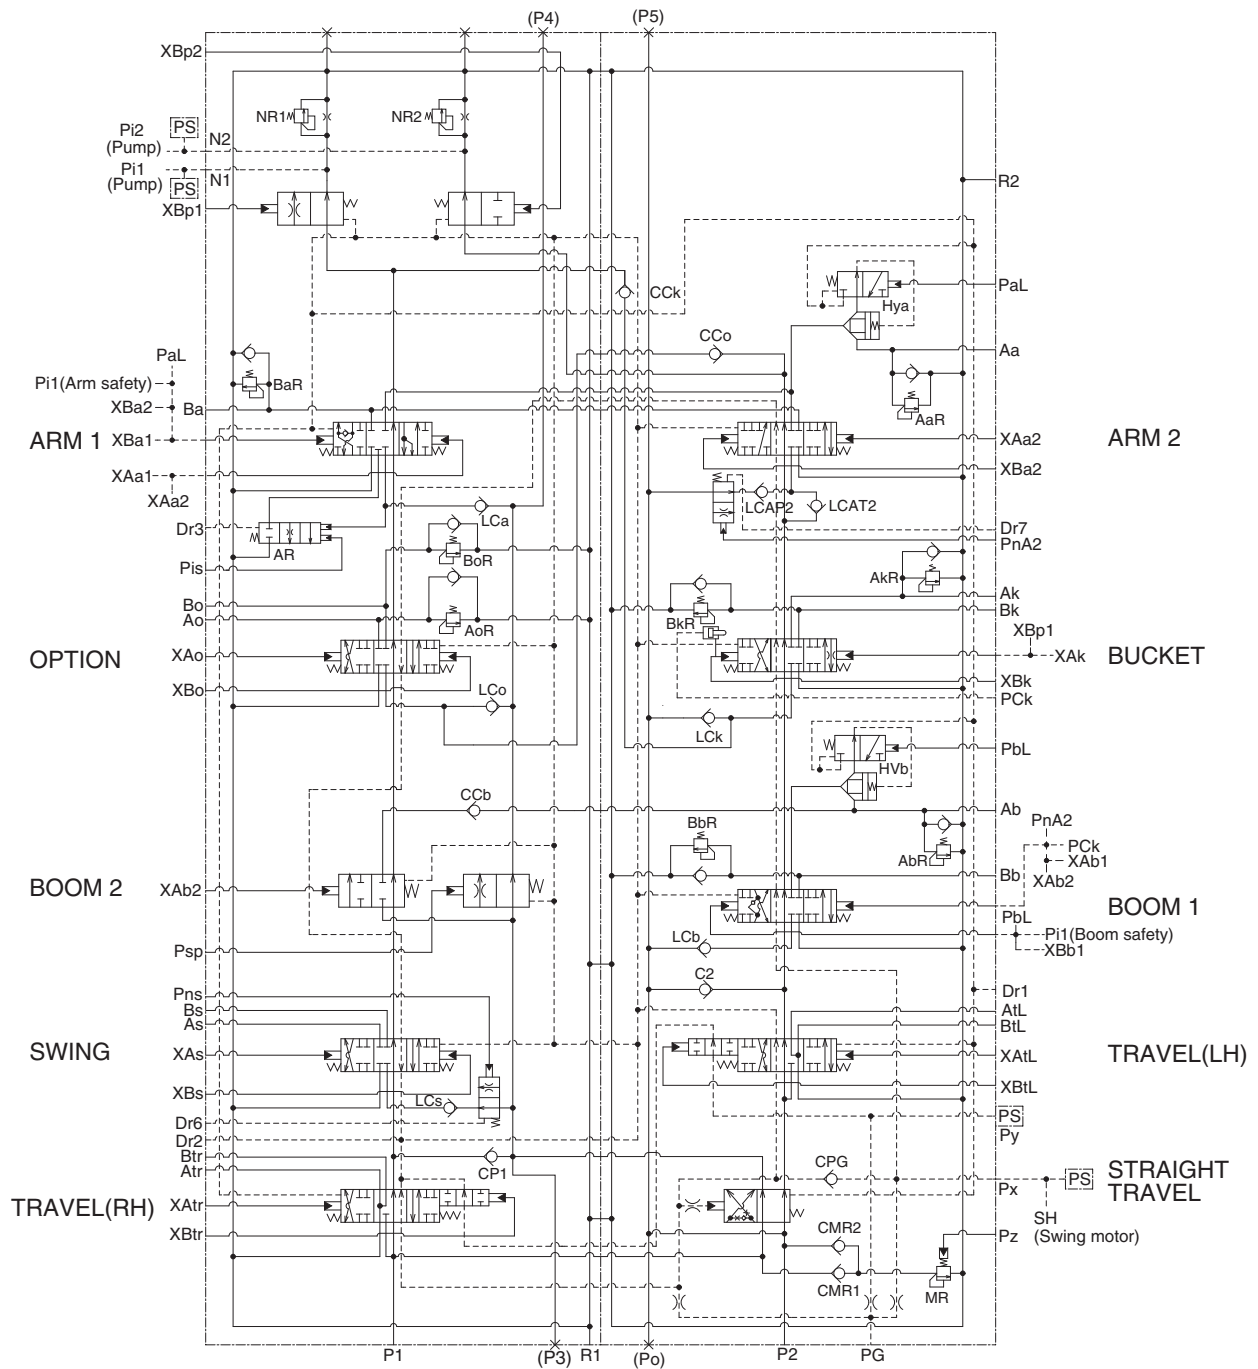 (P4)
(P5)
XBp2
NR1
NR2
Pi2
(Pump)
PS
N2
Pi1
(Pump)
PS
N1
XBp1
R2
CCk
PaL
HVa
CCo
Aa
PaL
Pi1(Arm safety)
XBa2
Ba
BaR
AaR
ARM 1
XBa1
XAa2
ARM 2
XAa1
XAa2
XBa2
LCa
LCAP2
LCAT2
Dr3
AR
Dr7
PnA2
Pis
BoR
AkR
Bo
Ao
AoR
BkR
Ak
Bk
XBp1
OPTION
XAo
XAk
BUCKET
XBo
XBk
PCk
LCo
LCk
PbL
HVb
CCb
Ab
BbR
AbR
PnA2
PCk
XAb1
XAb2
BOOM 2
XAb2
Bb
BOOM 1
PbL
Pi1(Boom safety)
XBb1
Psp
LCb
C2
Pns
Bs
As
Dr1
AtL
BtL
SWING
XAs
XAtL
TRAVEL(LH)
XBs
XBtL
LCs
Dr6
Dr2
PS
Py
Btr
Atr
CP1
CPG
Px
PS
STRAIGHT
TRAVEL
TRAVEL(RH)
XAtr
SH
(Swing motor)
XBtr
CMR2
Pz
CMR1
MR
P1
(P3)
R1
(Po)
P2
PG